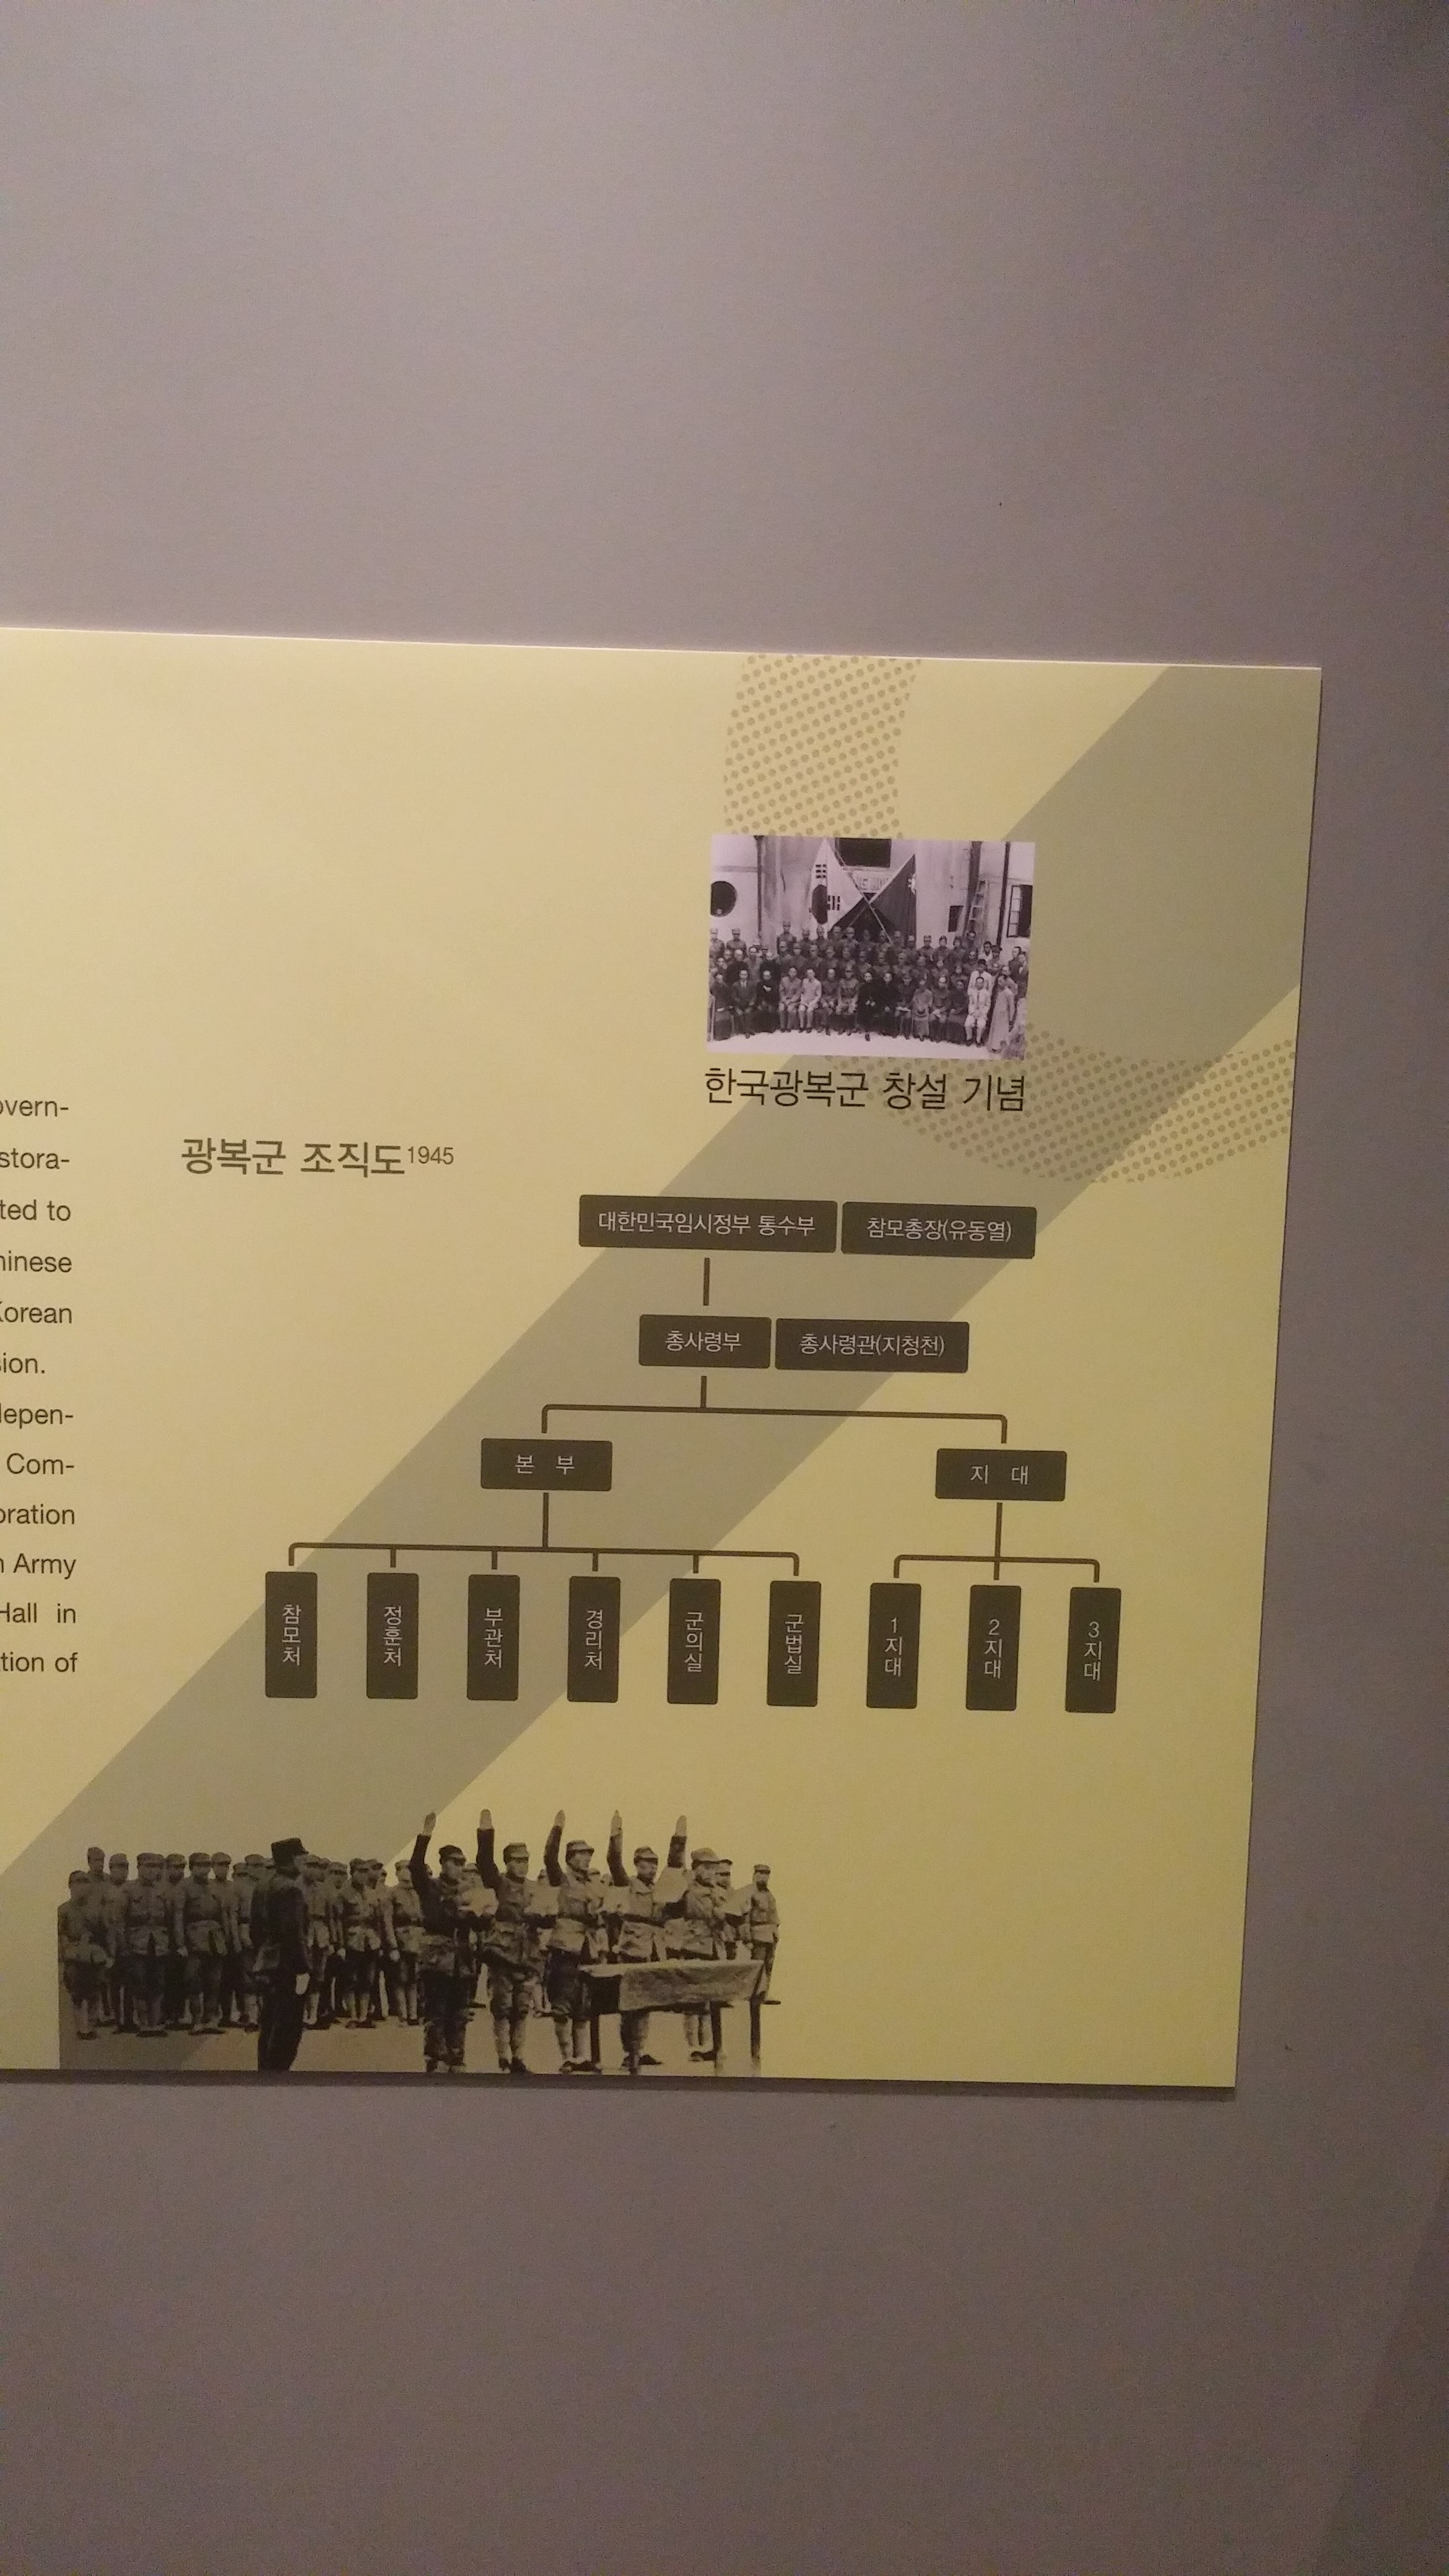 overn-
stora-
ted to
hinese
Korean
sion.
depen-
Com-
oration
n Army
Hall in
tion of
한국광복군 창설 기념
광복군 조직도1945
대한민국임시정부 통수부 참모총장(유동열)
총사령부 총사령관(지청천)
본 부
지 대
참모처
정훈처
부관처
경리처
군의실
군법실
1지대
2지대
3지대